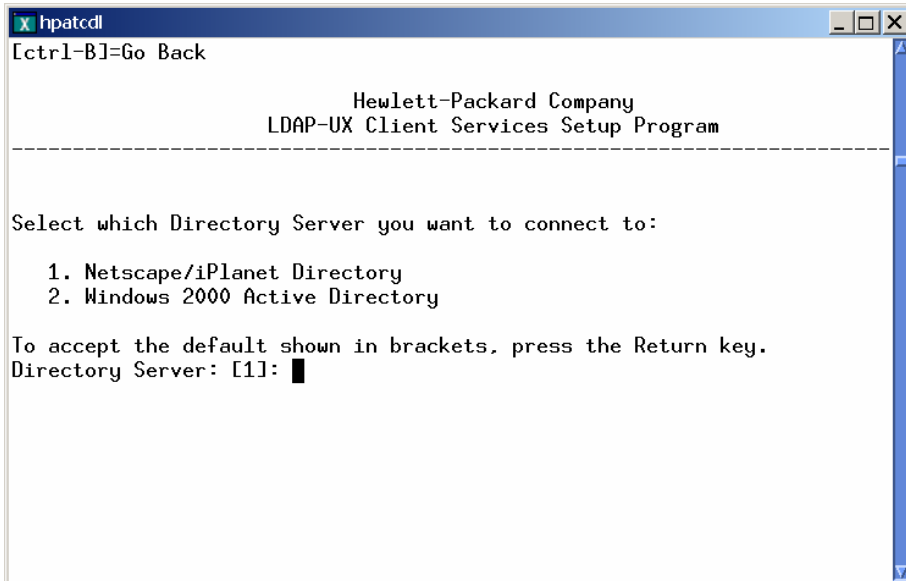 X hpatcdl
[ctrl-B]=Go Back
Hewlett-Packard Company
LDAP-UX Client Services Setup Program
--------------------------------------------------------------------------
Select which Directory Server you want to connect to:
1. Netscape/iPlanet Directory
2. Windows 2000 Active Directory
To accept the default shown in brackets, press the Return key.
Directory Server: [1]: